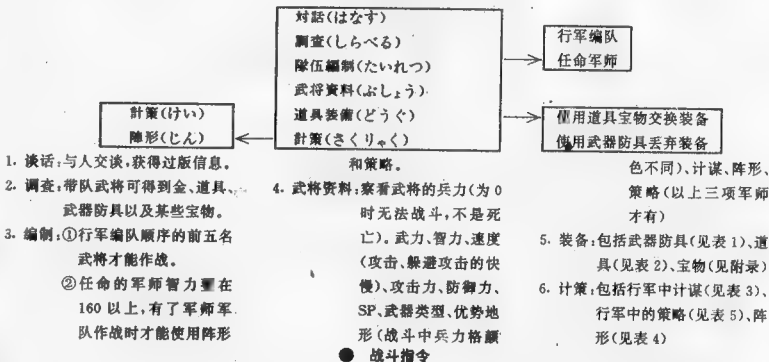 对話(はなす)
調查(しらべる)
隊伍編制(たいれつ)
武将資料(ぶしょう)
道具装備(どうぐ)
計策(さくりゃく)
行军编队
任命军师
使用道具宝物交换装备
使用武器防具丢弃装备
計策(けい)
陣形(じん)
1. 谈话:与人交谈,获得过版信息。
2. 调查:带队武将可得到金、道具、
武器防具以及某些宝物。
3. 编制:①行军编队顺序的前五名
武将才能作战。
②任命的军师智力要在
160以上,有了军师军
队作战时才能使用阵形
和策略。
4. 武将资料:察看武将的兵力(为0
时无法战斗,不是死
亡)。武力、智力、速度
(攻击、躲避攻击的快
慢)、攻击力、防御力、
SP、武器类型、优势地
形(战斗中兵力格颜
色不同)、计谋、阵形、
策略(以上三项军师
才有)
5. 装备:包括武器防具(见表1)、道
具(见表2)、宝物(见附录)
6. 计策:包括行军中计谋(见表3)、
行军中的策略(见表5)、阵
形(见表4)
● 战斗指令